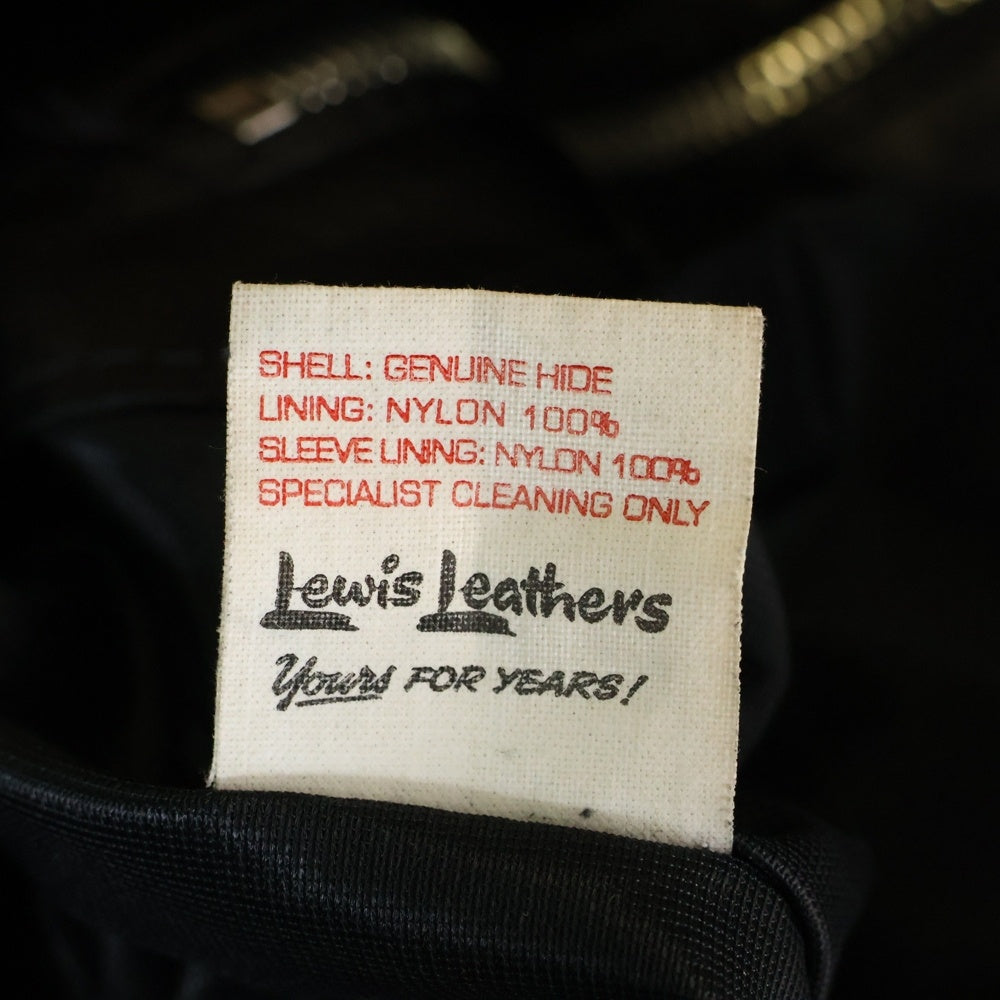 SHELL: GENUINE HIDE
LINING: NYLON 100%
SLEEVE LINING: NYLON 100%
SPECIALIST CLEANING ONLY
Lewis Leathers
Yours FOR YEARS!